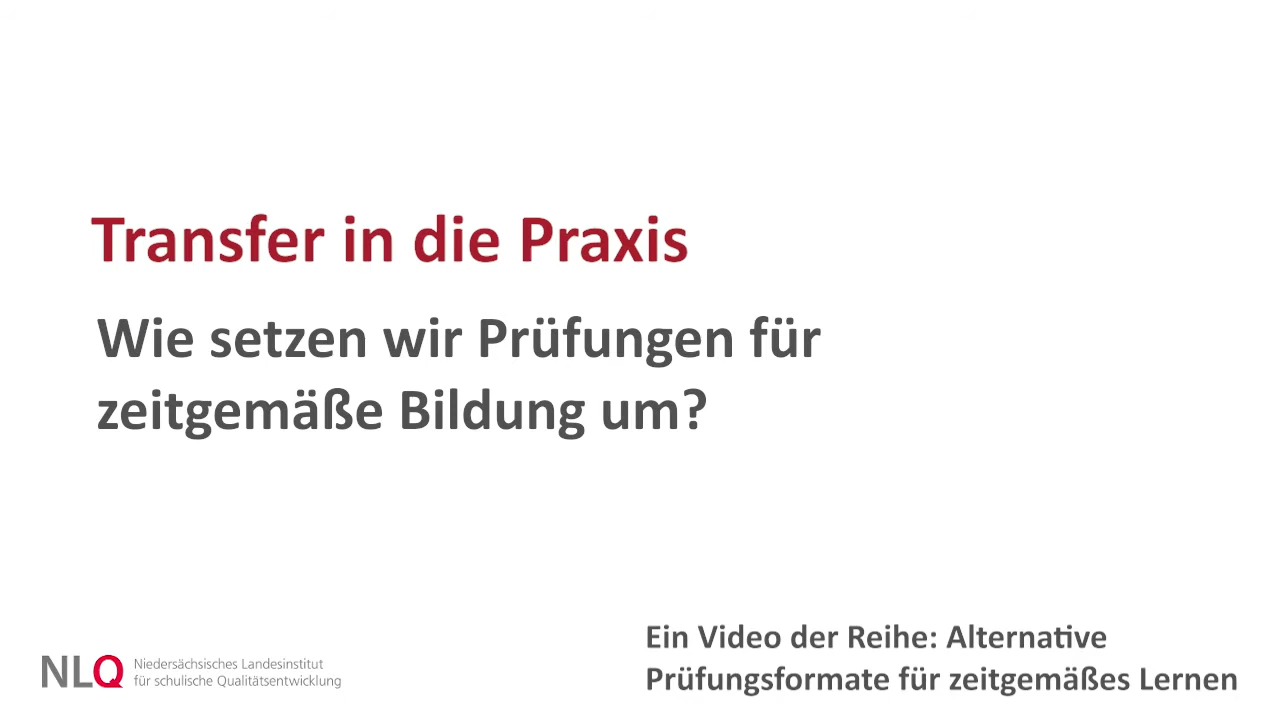 Transfer in die Praxis
Wie setzen wir Prüfungen für
zeitgemäße Bildung um?
Ein Video der Reihe: Alternative
Prüfungsformate für zeitgemäßes Lernen
NLQ
Niedersächsisches Landesinstitut
für schulische Qualitätsentwicklung